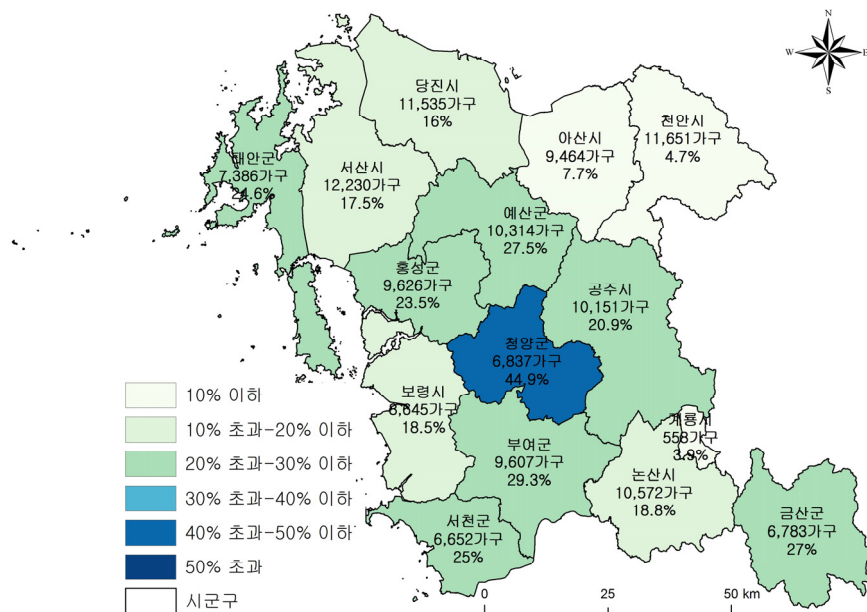 N
W
E
S
당진시
11,535가구
16%
아산시
9,464가구
7.7%
천안시
11,651가구
4.7%
태안군
7,386가구
24.6%
서산시
12,230가구
17.5%
예산군
10,314가구
27.5%
홍성군
9,626가구
23.5%
공주시
10,151가구
20.9%
청양군
6,837가구
44.9%
보령시
8,645가구
18.5%
계룡시
558가구
3.9%
부여군
9,607가구
29.3%
논산시
10,572가구
18.8%
서천군
6,652가구
25%
금산군
6,783가구
27%
10% 이하
10% 초과-20% 이하
20% 초과-30% 이하
30% 초과-40% 이하
40% 초과-50% 이하
50% 초과
시군구
0
25
50 km